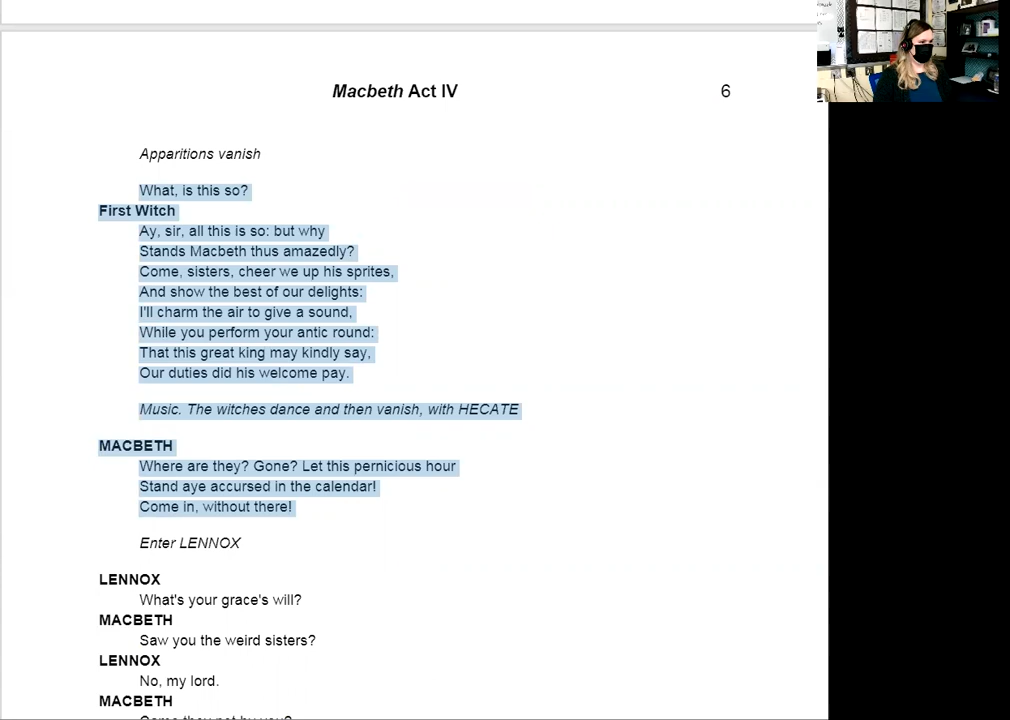 Macbeth Act IV 6
Apparitions vanish
What, is this so?
First Witch
Ay, sir, all this is so: but why
Stands Macbeth thus amazedly?
Come, sisters, cheer we up his sprites,
And show the best of our delights:
I'll charm the air to give a sound,
While you perform your antic round:
That this great king may kindly say,
Our duties did his welcome pay.
Music. The witches dance and then vanish, with HECATE
MACBETH
Where are they? Gone? Let this pernicious hour
Stand aye accursed in the calendar!
Come in, without there!
Enter LENNOX
LENNOX
What's your grace's will?
MACBETH
Saw you the weird sisters?
LENNOX
No, my lord.
MACBETH
Came they not by you?